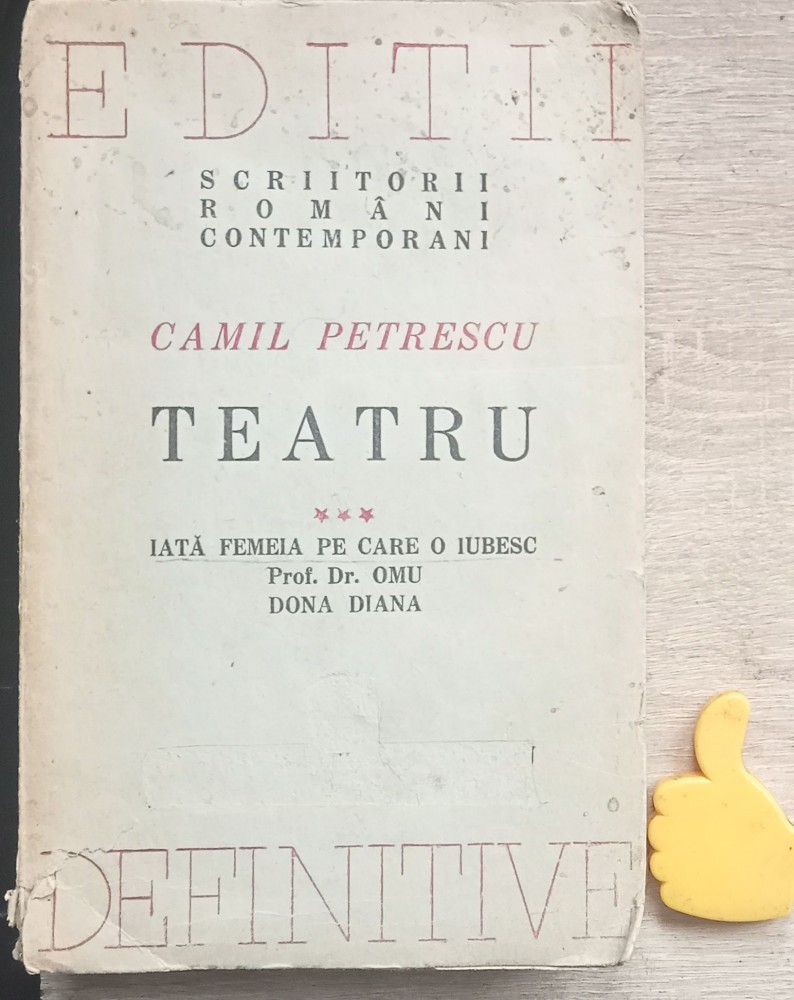 EDITII
SCRIITORII
ROMÂNI
CONTEMPORANI
CAMIL PETRESCU
TEATRU
IATĂ FEMEIA PE CARE O IUBESC
Prof. Dr. OMU
DONA DIANA
DEFINITIVE